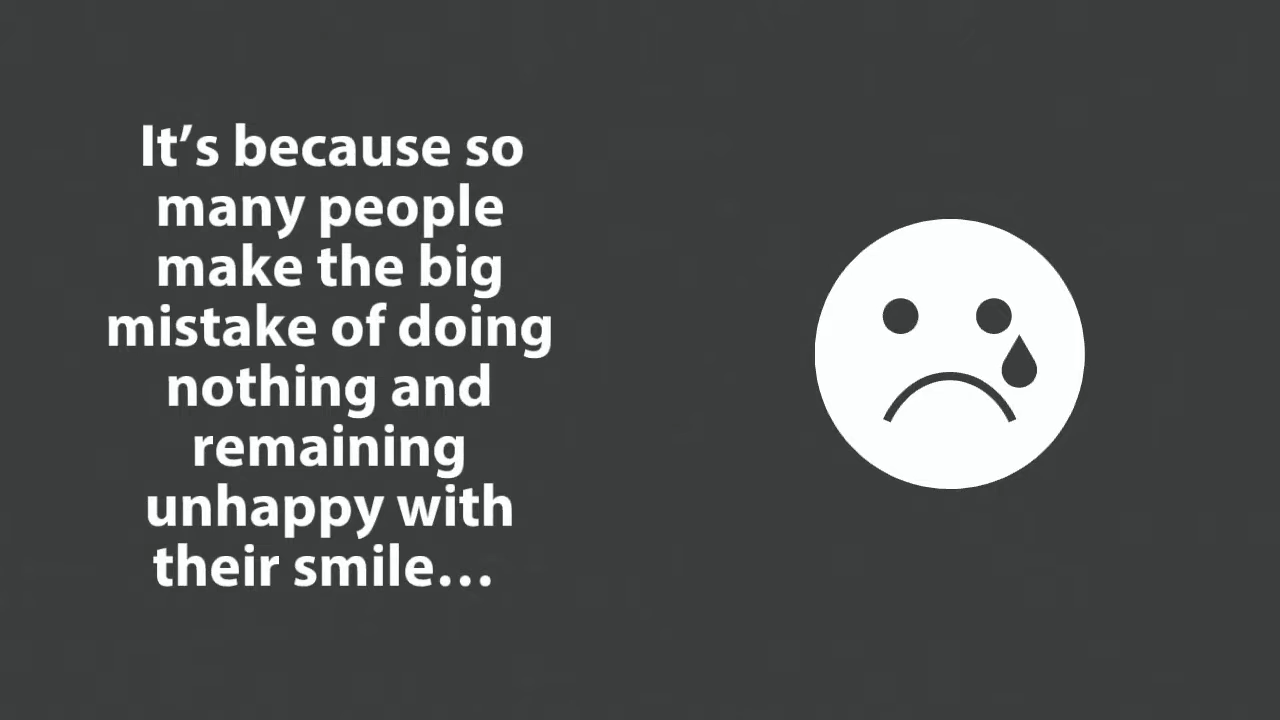 It’s because so
many people
make the big
mistake of doing
nothing and
remaining
unhappy with
their smile…